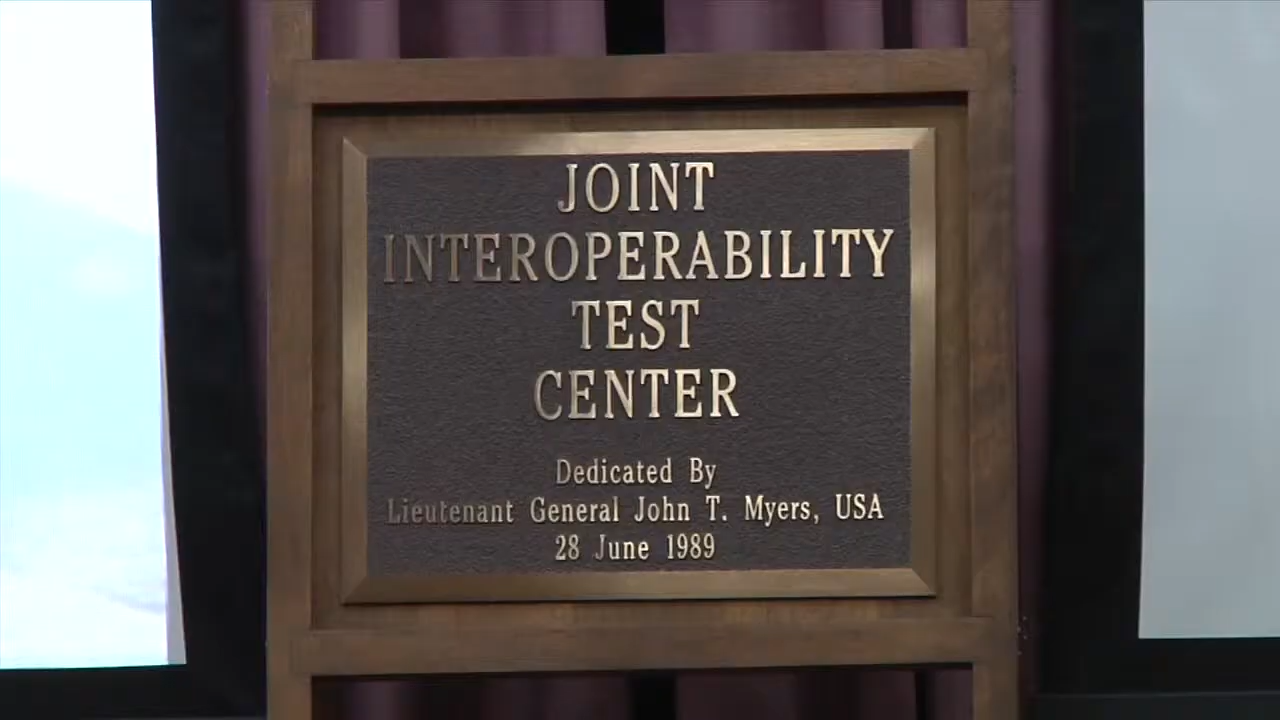 JOINT
INTEROPERABILITY
TEST
CENTER
Dedicated By
Lieutenant General John T. Myers, USA
28 June 1989